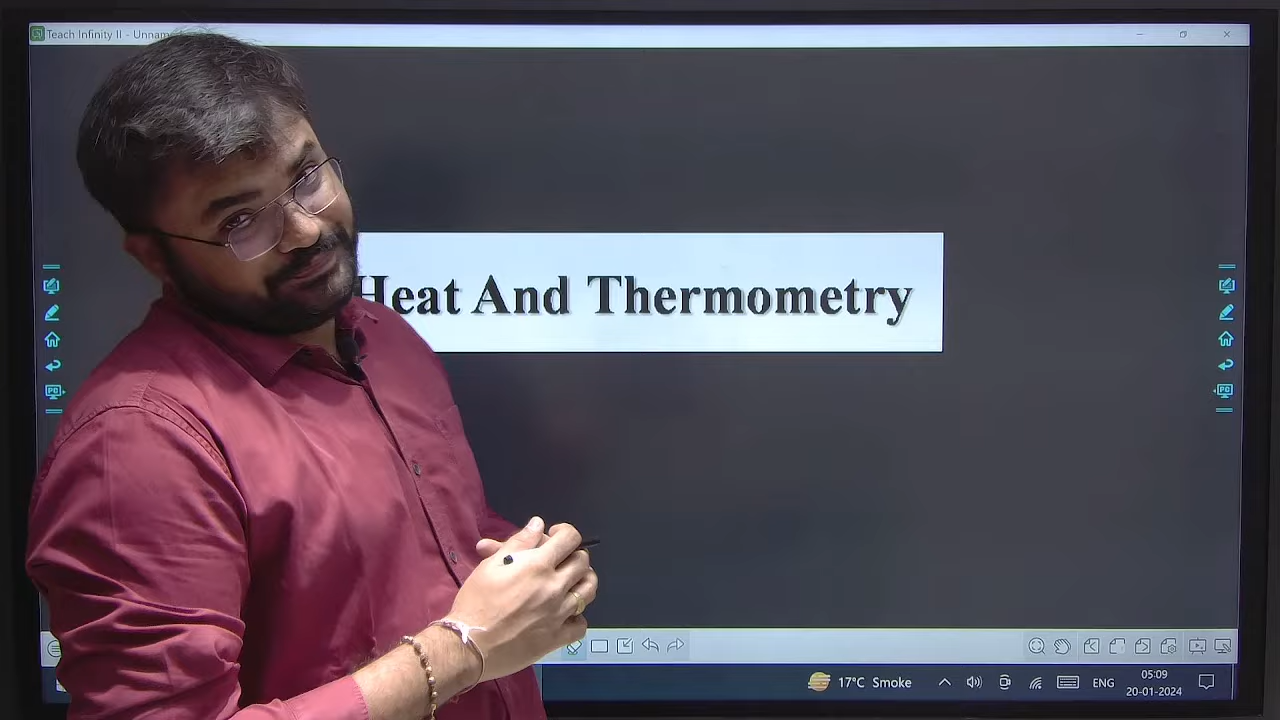 Teach Infinity II - Unnam
Heat And Thermometry
17°C Smoke
ENG
05:09
20-01-2024